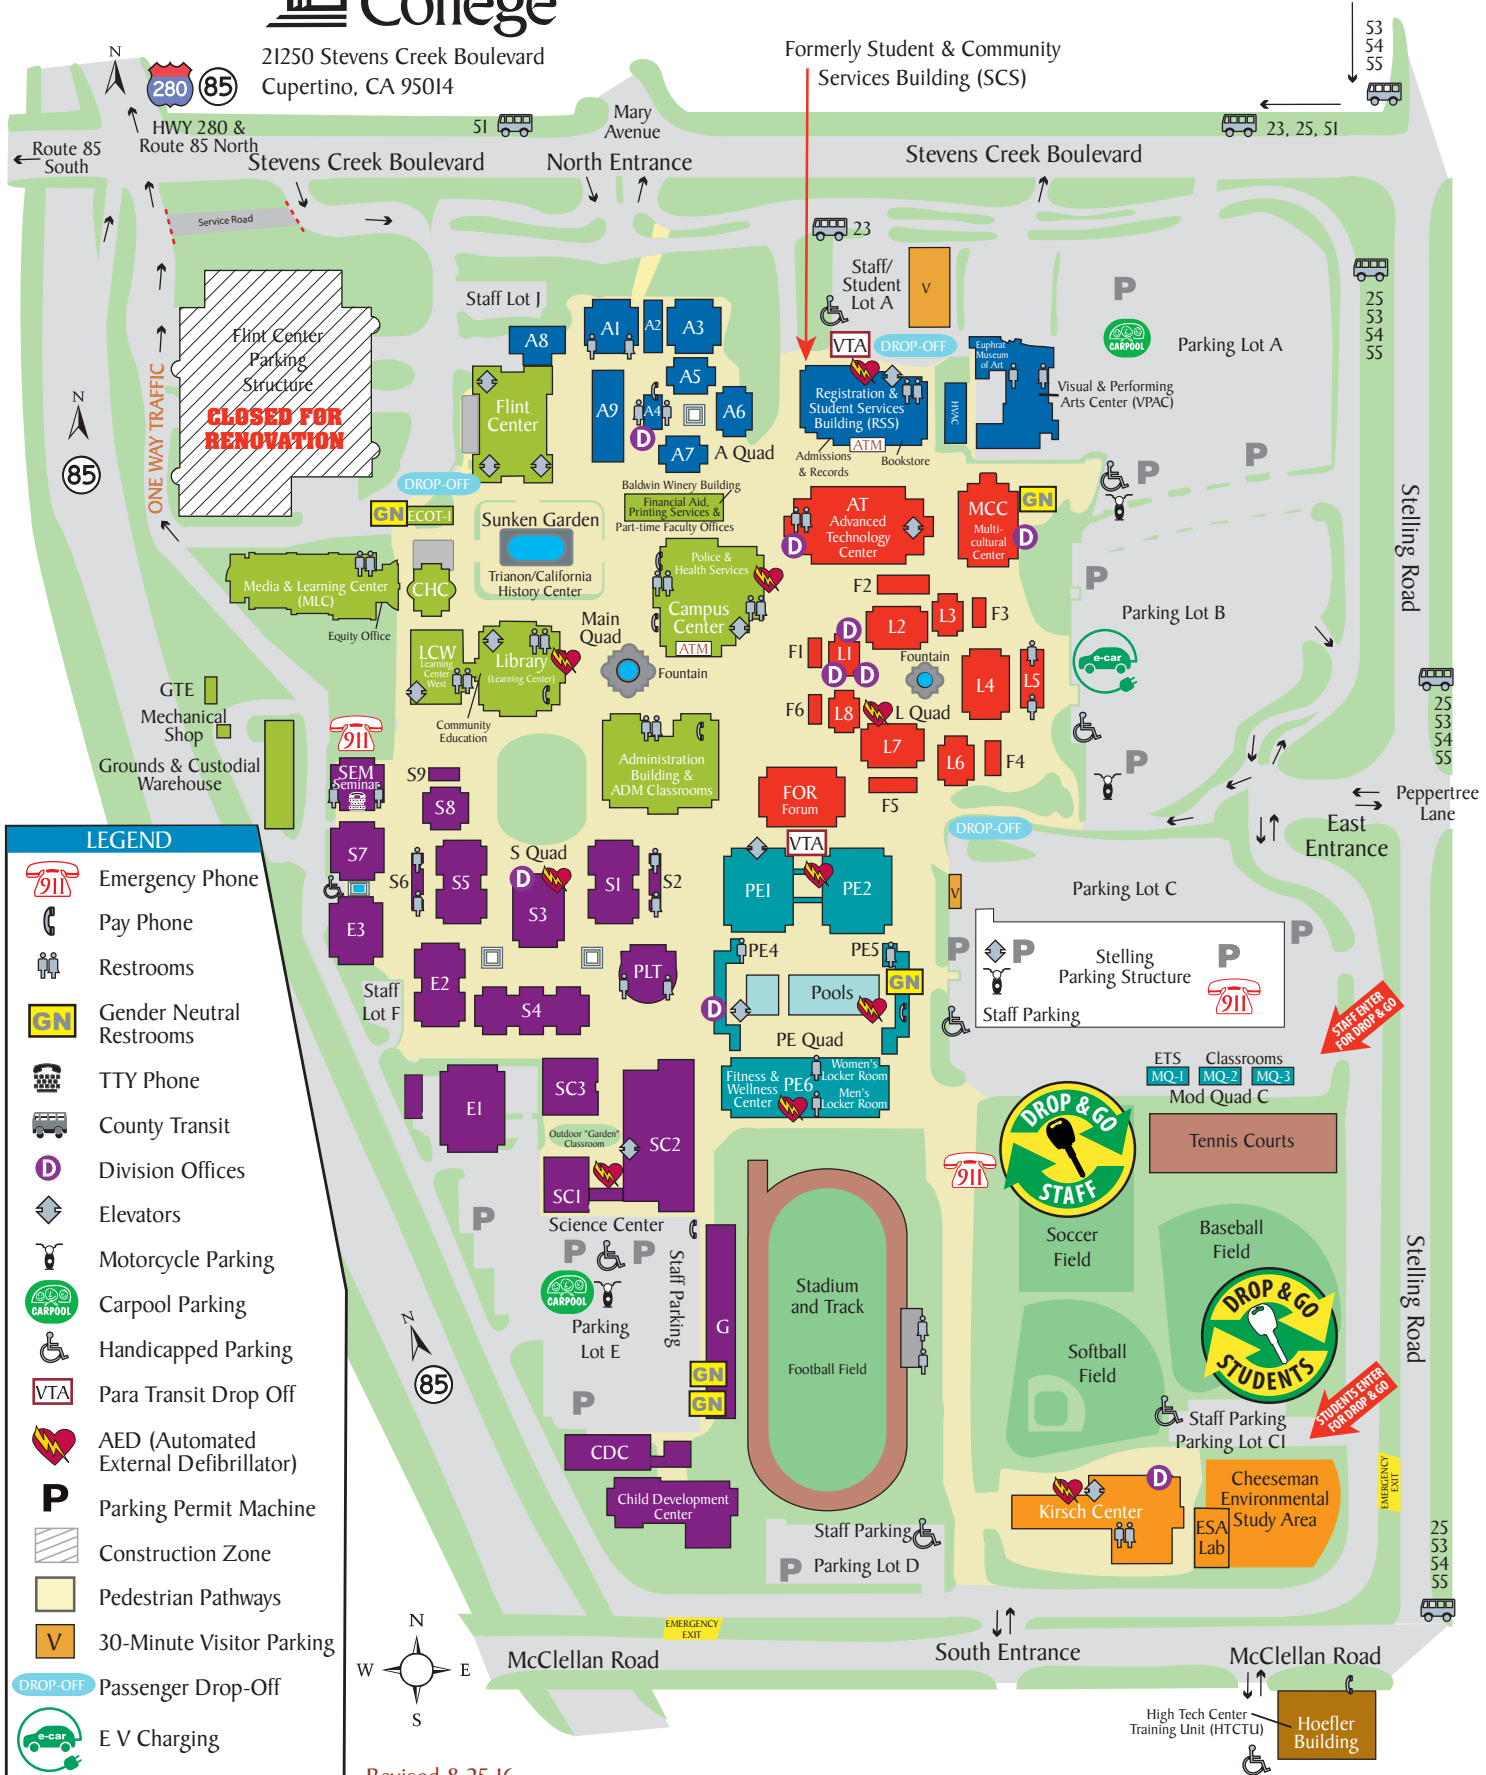 College
21250 Stevens Creek Boulevard
Cupertino, CA 95014
Formerly Student & Community
Services Building (SCS)
53
54
55
N
280
85
HWY 280 &
Route 85 North
Route 85
South
51
Mary
Avenue
23, 25, 51
Stevens Creek Boulevard
North Entrance
Stevens Creek Boulevard
Service Road
23
Staff/
Student
Lot A
V
P
CARPOOL
Parking Lot A
25
53
54
55
Staff Lot J
Flint Center
Parking
Structure
CLOSED FOR
RENOVATION
ONE WAY TRAFFIC
N
85
A8
A1
A2
A3
A5
A9
A4
A6
D
A7
A Quad
Flint
Center
DROP-OFF
VTA
DROP-OFF
Registration &
Student Services
Building (RSS)
ATM
Admissions
& Records
Bookstore
HVAC
Euphrat
Museum
of Art
Visual & Performing
Arts Center (VPAC)
P
P
GN
ECOT-1
Sunken Garden
Trianon/California
History Center
Baldwin Winery Building
Financial Aid,
Printing Services &
Part-time Faculty Offices
AT
Advanced
Technology
Center
D
MCC
Multi-
cultural
Center
GN
D
Stelling Road
Media & Learning Center
(MLC)
Equity Office
CHC
Police &
Health Services
Campus
Center
ATM
F2
L3
F3
L2
D
F1
L1
D
D
Fountain
L4
L5
P
Parking Lot B
e-car
LCW
Learning
Center
West
Library
(Learning Center)
Community
Education
Main
Quad
Fountain
F6
L8
L Quad
L7
L6
F4
F5
P
25
53
54
55
GTE
Mechanical
Shop
Grounds & Custodial
Warehouse
911
SEM
Seminar
S9
S8
Administration
Building &
ADM Classrooms
FOR
Forum
DROP-OFF
Peppertree
Lane
East
Entrance
S7
S6
S5
S Quad
D
S3
S1
S2
VTA
PE1
PE2
V
Parking Lot C
E3
E2
Staff
Lot F
S4
PLT
PE4
PE5
GN
D
Pools
PE Quad
P
P
Stelling
Parking Structure
P
P
911
Staff Parking
STAFF ENTER
FOR DROP & GO
ETS
Classrooms
MQ-1
MQ-2
MQ-3
Mod Quad C
E1
SC3
Outdoor "Garden"
Classroom
SC2
SC1
Science Center
Fitness &
Wellness
Center
PE6
Women's
Locker Room
Men's
Locker Room
DROP & GO
STAFF
911
Tennis Courts
Soccer
Field
Baseball
Field
P
P
P
CARPOOL
Parking
Lot E
Staff Parking
G
GN
GN
P
N
85
Stadium
and Track
Football Field
Softball
Field
DROP & GO
STUDENTS
Stelling Road
STUDENTS ENTER
FOR DROP & GO
Staff Parking
Parking Lot C1
CDC
Child Development
Center
Staff Parking
P
Parking Lot D
Kirsch Center
D
ESA
Lab
Cheeseman
Environmental
Study Area
EMERGENCY
EXIT
25
53
54
55
EMERGENCY
EXIT
McClellan Road
South Entrance
McClellan Road
High Tech Center
Training Unit (HTCTU)
Hoefler
Building
N
W
E
S
LEGEND
911
Emergency Phone
Pay Phone
Restrooms
GN
Gender Neutral
Restrooms
TTY Phone
County Transit
D
Division Offices
Elevators
Motorcycle Parking
CARPOOL
Carpool Parking
Handicapped Parking
VTA
Para Transit Drop Off
AED (Automated
External Defibrillator)
P
Parking Permit Machine
Construction Zone
Pedestrian Pathways
V
30-Minute Visitor Parking
DROP-OFF
Passenger Drop-Off
e-car
E V Charging
Revised 8-25-16